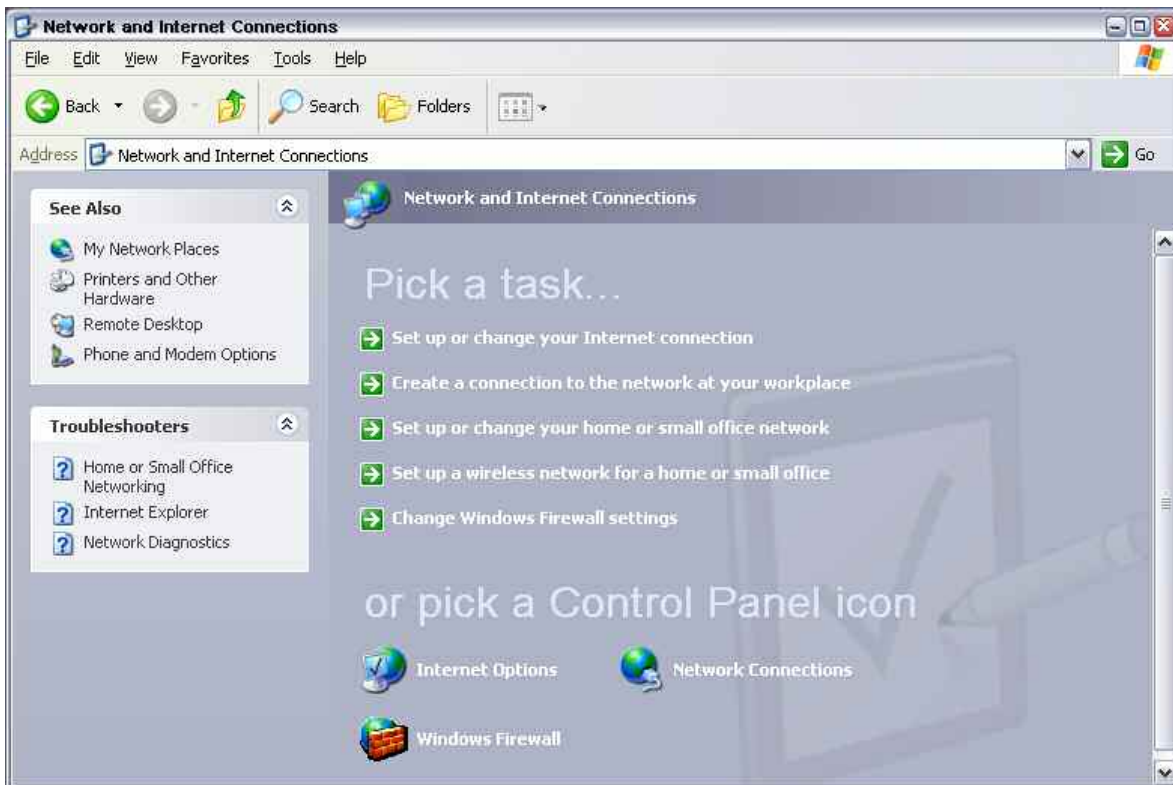 Network and Internet Connections
File Edit View Favorites Tools Help
Back Search Folders
Address Network and Internet Connections Go
See Also
My Network Places
Printers and Other
Hardware
Remote Desktop
Phone and Modem Options
Troubleshooters
Home or Small Office
Networking
Internet Explorer
Network Diagnostics
Network and Internet Connections
Pick a task...
Set up or change your Internet connection
Create a connection to the network at your workplace
Set up or change your home or small office network
Set up a wireless network for a home or small office
Change Windows Firewall settings
or pick a Control Panel icon
Internet Options Network Connections
Windows Firewall